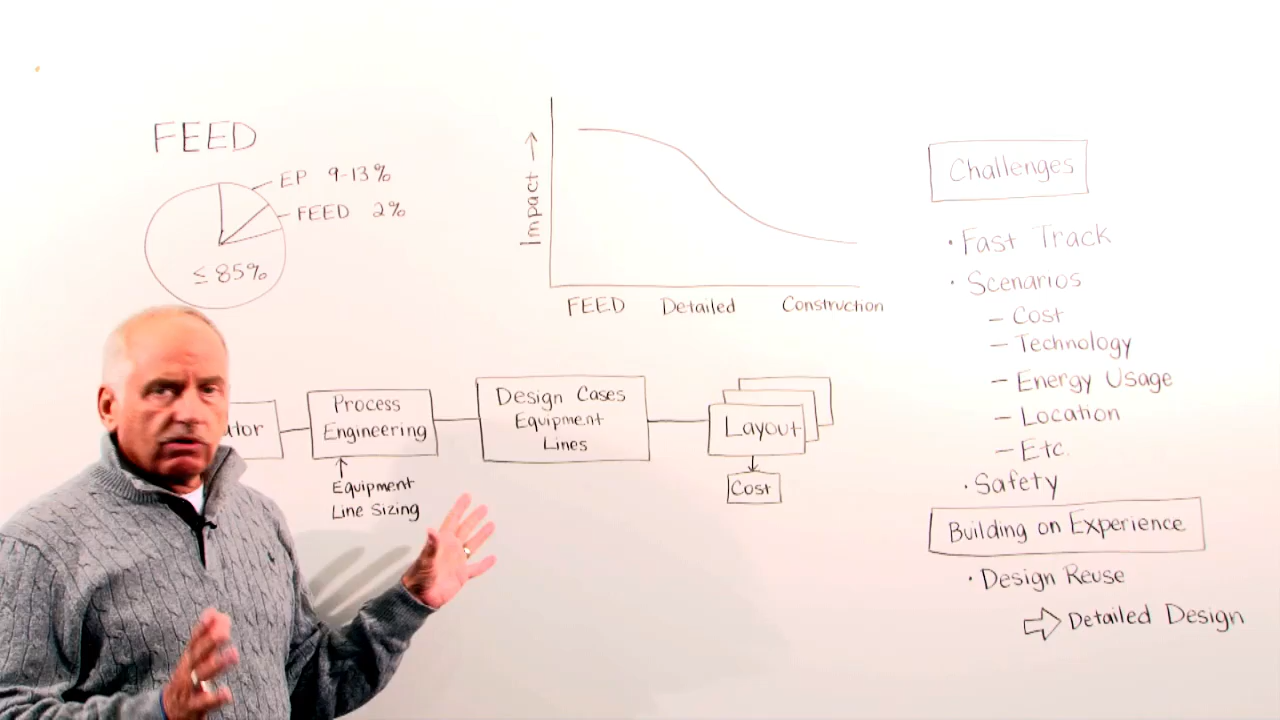 FEED
EP 9-13%
FEED 2%
≤ 85%
Impact →
FEED Detailed Construction
Process
Engineering
Equipment
Line Sizing
Design Cases
Equipment
Lines
Layout
Cost
Challenges
· Fast Track
· Scenarios
– Cost
– Technology
– Energy Usage
– Location
– Etc.
· Safety
Building on Experience
· Design Reuse
⇨ Detailed Design